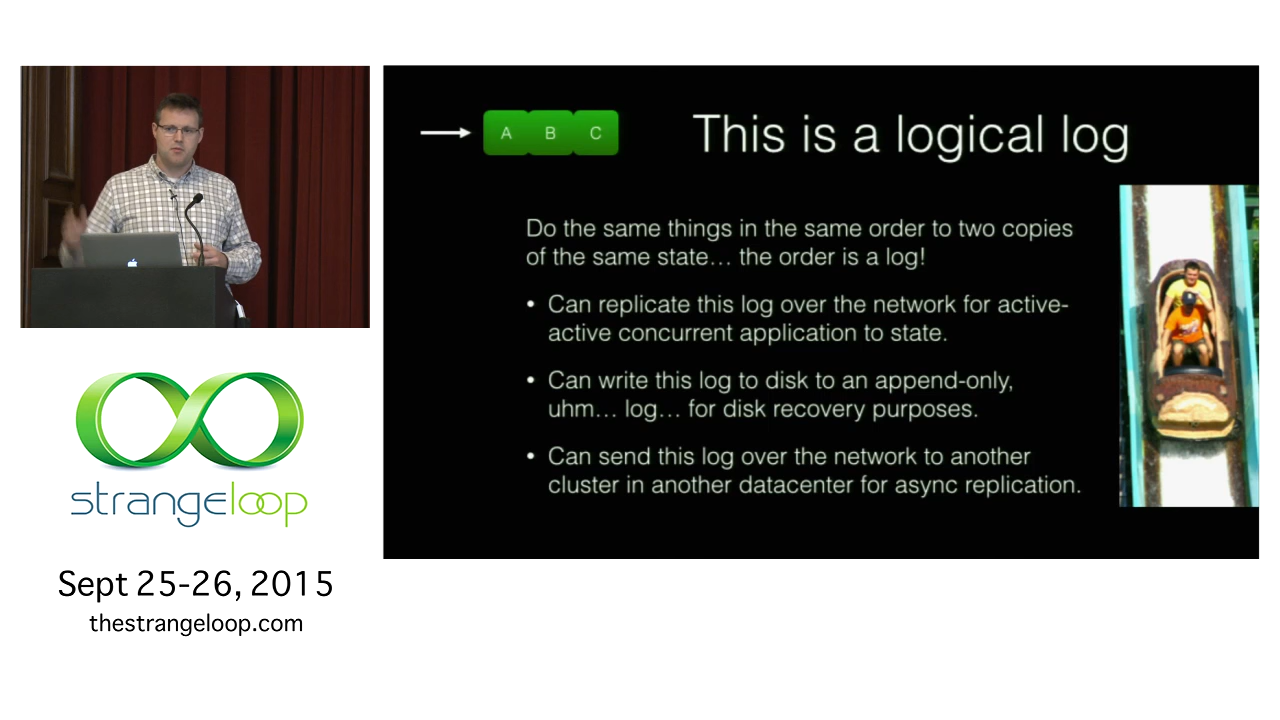 A B C
This is a logical log
Do the same things in the same order to two copies
of the same state… the order is a log!
• Can replicate this log over the network for active-
active concurrent application to state.
• Can write this log to disk to an append-only,
uhm… log… for disk recovery purposes.
• Can send this log over the network to another
cluster in another datacenter for async replication.
strangeloop
Sept 25-26, 2015
thestrangeloop.com